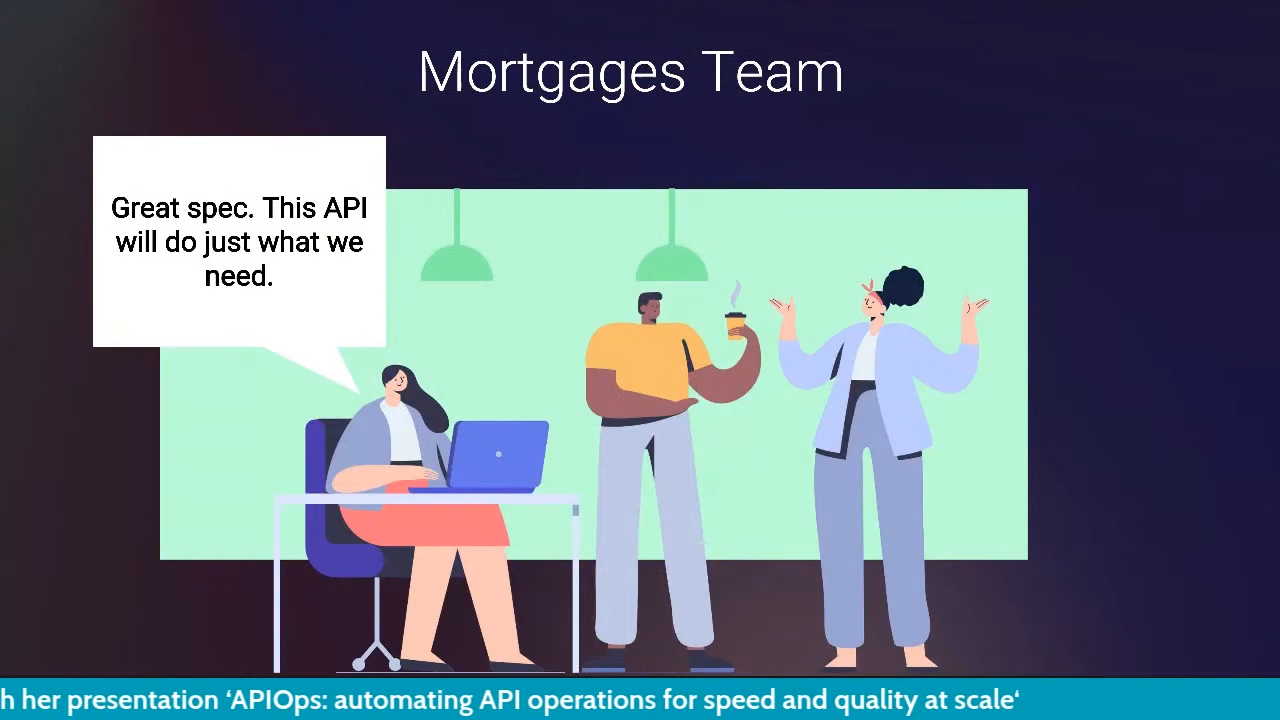 Mortgages Team
Great spec. This API
will do just what we
need.
h her presentation ‘APIOps: automating API operations for speed and quality at scale‘